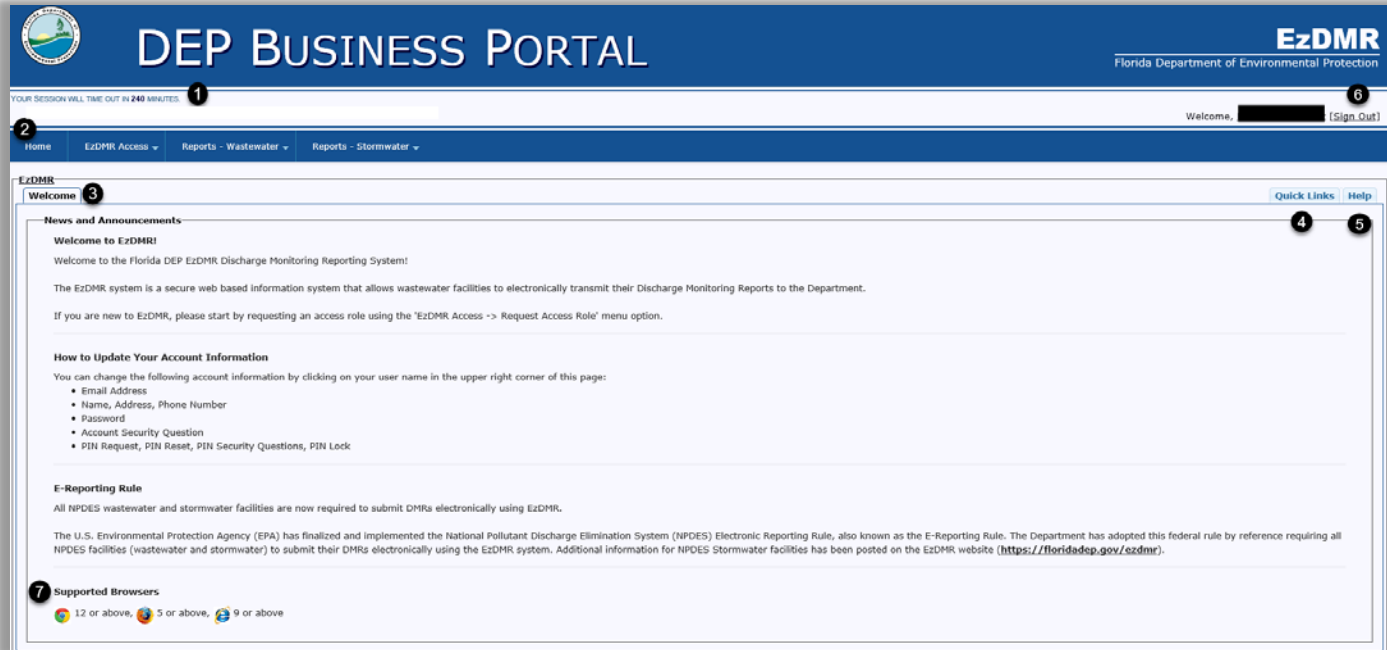 DEP BUSINESS PORTAL
EzDMR
Florida Department of Environmental Protection
YOUR SESSION WILL TIME OUT IN 240 MINUTES. 1
6
Welcome, [Sign Out]
2
Home EzDMR Access Reports - Wastewater Reports - Stormwater
EzDMR
Welcome 3 Quick Links Help
4 5
News and Announcements
Welcome to EzDMR!
Welcome to the Florida DEP EzDMR Discharge Monitoring Reporting System!
The EzDMR system is a secure web based information system that allows wastewater facilities to electronically transmit their Discharge Monitoring Reports to the Department.
If you are new to EzDMR, please start by requesting an access role using the 'EzDMR Access -> Request Access Role' menu option.
How to Update Your Account Information
You can change the following account information by clicking on your user name in the upper right corner of this page:
• Email Address
• Name, Address, Phone Number
• Password
• Account Security Question
• PIN Request, PIN Reset, PIN Security Questions, PIN Lock
E-Reporting Rule
All NPDES wastewater and stormwater facilities are now required to submit DMRs electronically using EzDMR.
The U.S. Environmental Protection Agency (EPA) has finalized and implemented the National Pollutant Discharge Elimination System (NPDES) Electronic Reporting Rule, also known as the E-Reporting Rule. The Department has adopted this federal rule by reference requiring all
NPDES facilities (wastewater and stormwater) to submit their DMRs electronically using the EzDMR system. Additional information for NPDES Stormwater facilities has been posted on the EzDMR website (https://floridadep.gov/ezdmr).
7 Supported Browsers
12 or above, 5 or above, 9 or above